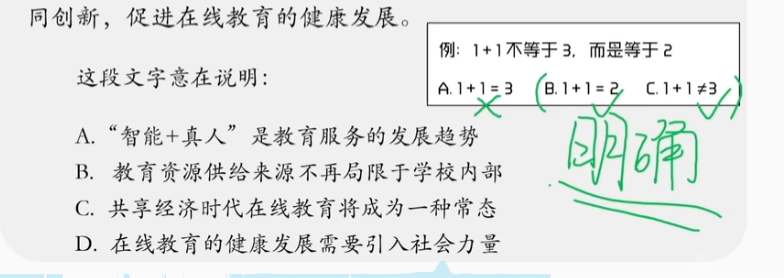 同创新，促进在线教育的健康发展。
例：1+1不等于3，而是等于2
A.1+1=3 (B.1+1=2 C.1+1≠3)
这段文字意在说明：
明确
A.“智能+真人”是教育服务的发展趋势
B. 教育资源供给来源不再局限于学校内部
C. 共享经济时代在线教育将成为一种常态
D. 在线教育的健康发展需要引入社会力量